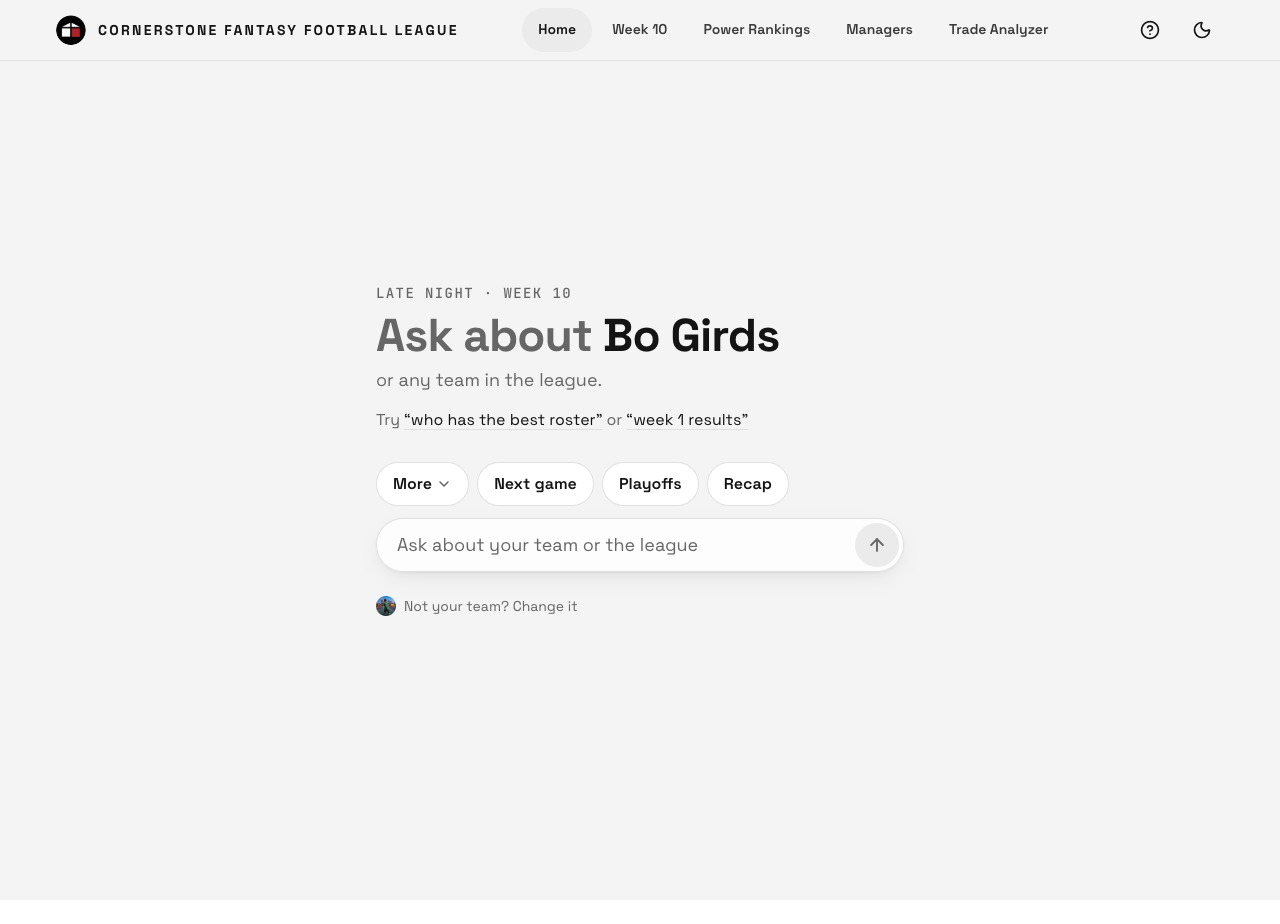 CORNERSTONE FANTASY FOOTBALL LEAGUE
Home
Week 10
Power Rankings
Managers
Trade Analyzer
LATE NIGHT · WEEK 10
Ask about Bo Girds
or any team in the league.
Try “who has the best roster” or “week 1 results”
More
Next game
Playoffs
Recap
Ask about your team or the league
Not your team? Change it